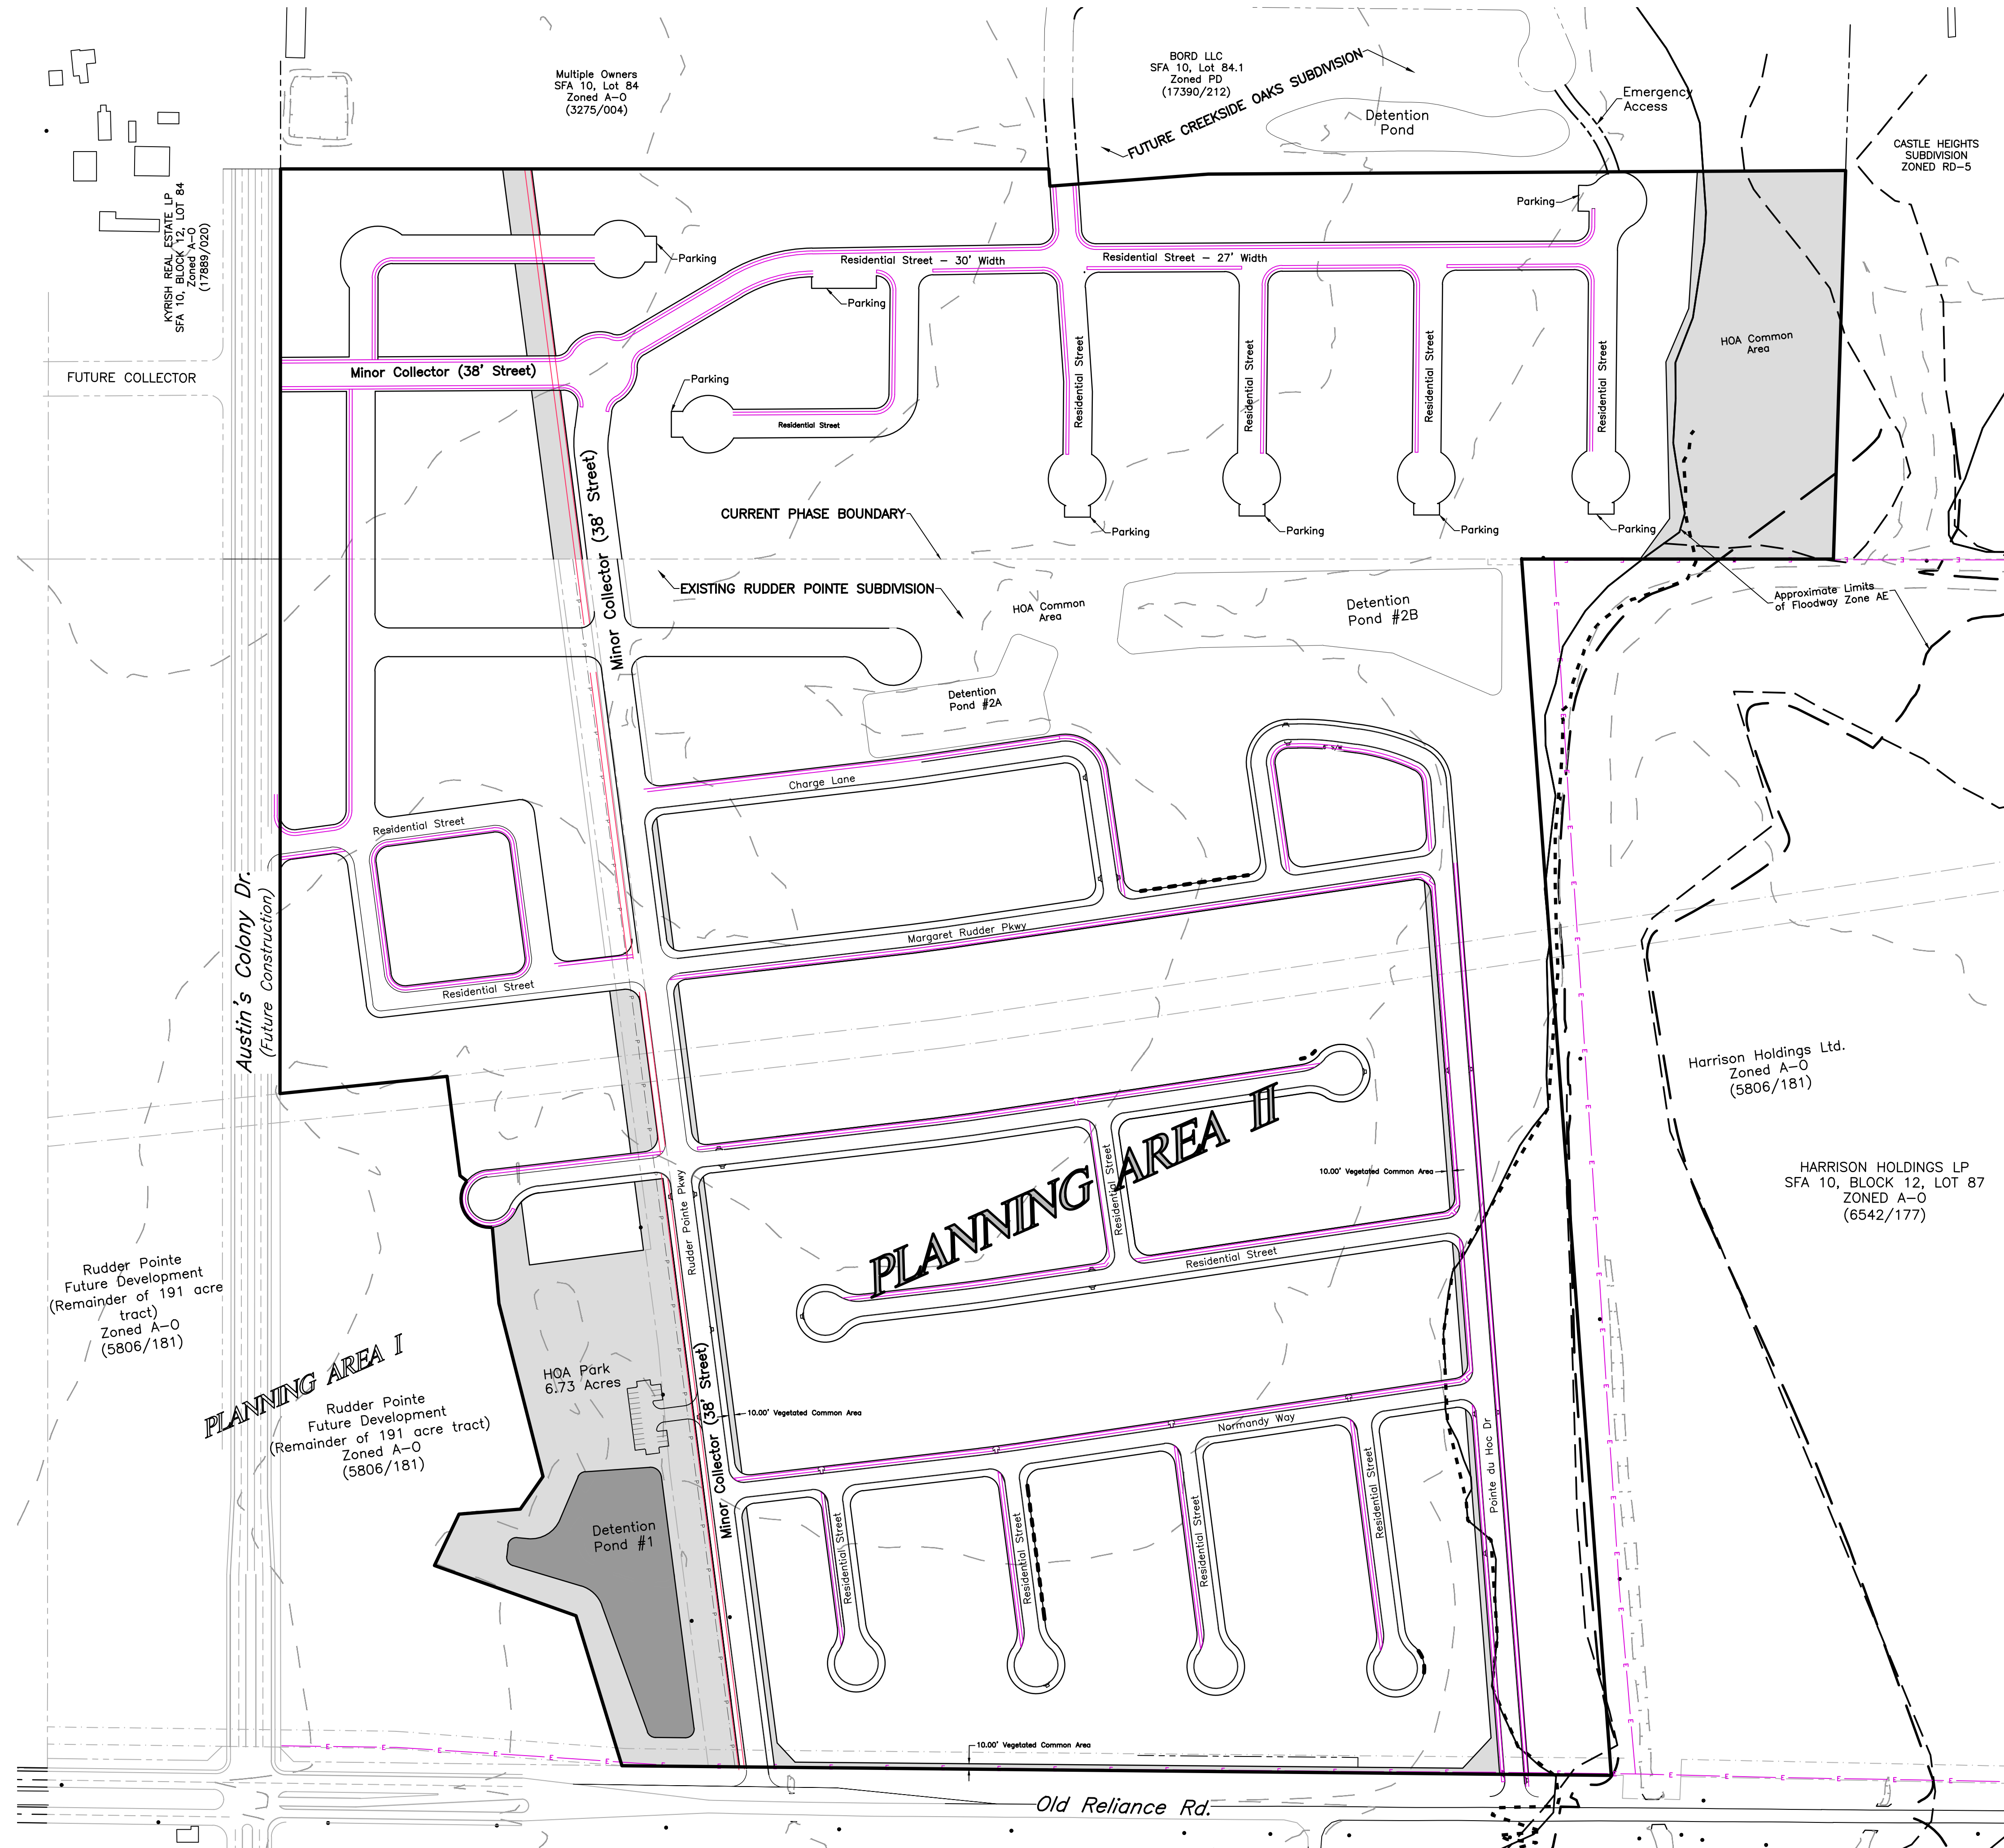 Multiple Owners
SFA 10, Lot 84
Zoned A-O
(3275/004)
BORD LLC
SFA 10, Lot 84.1
Zoned PD
(17390/212)
FUTURE CREEKSIDE OAKS SUBDIVISION
Detention
Pond
Emergency
Access
CASTLE HEIGHTS
SUBDIVISION
ZONED RD-5
KYRISH REAL ESTATE LP
SFA 10, BLOCK 12, LOT 84
Zoned A-O
(17889/020)
Parking
Parking
Residential Street - 30' Width
Residential Street - 27' Width
Parking
HOA Common
Area
FUTURE COLLECTOR
Minor Collector (38' Street)
Parking
Residential Street
Residential Street
Residential Street
Residential Street
Residential Street
Minor Collector (38' Street)
CURRENT PHASE BOUNDARY
Parking
Parking
Parking
Parking
EXISTING RUDDER POINTE SUBDIVISION
HOA Common
Area
Detention
Pond #2B
Approximate Limits
of Floodway Zone AE
Detention
Pond #2A
Charge Lane
Residential Street
Margaret Rudder Pkwy
Residential Street
Austin's Colony Dr.
(Future Construction)
Harrison Holdings Ltd.
Zoned A-O
(5806/181)
PLANNING AREA II
Residential Street
10.00' Vegetated Common Area
HARRISON HOLDINGS LP
SFA 10, BLOCK 12, LOT 87
ZONED A-O
(6542/177)
Rudder Pointe Pkwy
Residential Street
Rudder Pointe
Future Development
(Remainder of 191 acre
tract)
Zoned A-O
(5806/181)
PLANNING AREA I
Rudder Pointe
Future Development
(Remainder of 191 acre tract)
Zoned A-O
(5806/181)
HOA Park
6.73 Acres
Minor Collector (38' Street)
10.00' Vegetated Common Area
Normandy Way
Pointe du Hoc Dr
Detention
Pond #1
Residential Street
Residential Street
Residential Street
Residential Street
10.00' Vegetated Common Area
Old Reliance Rd.